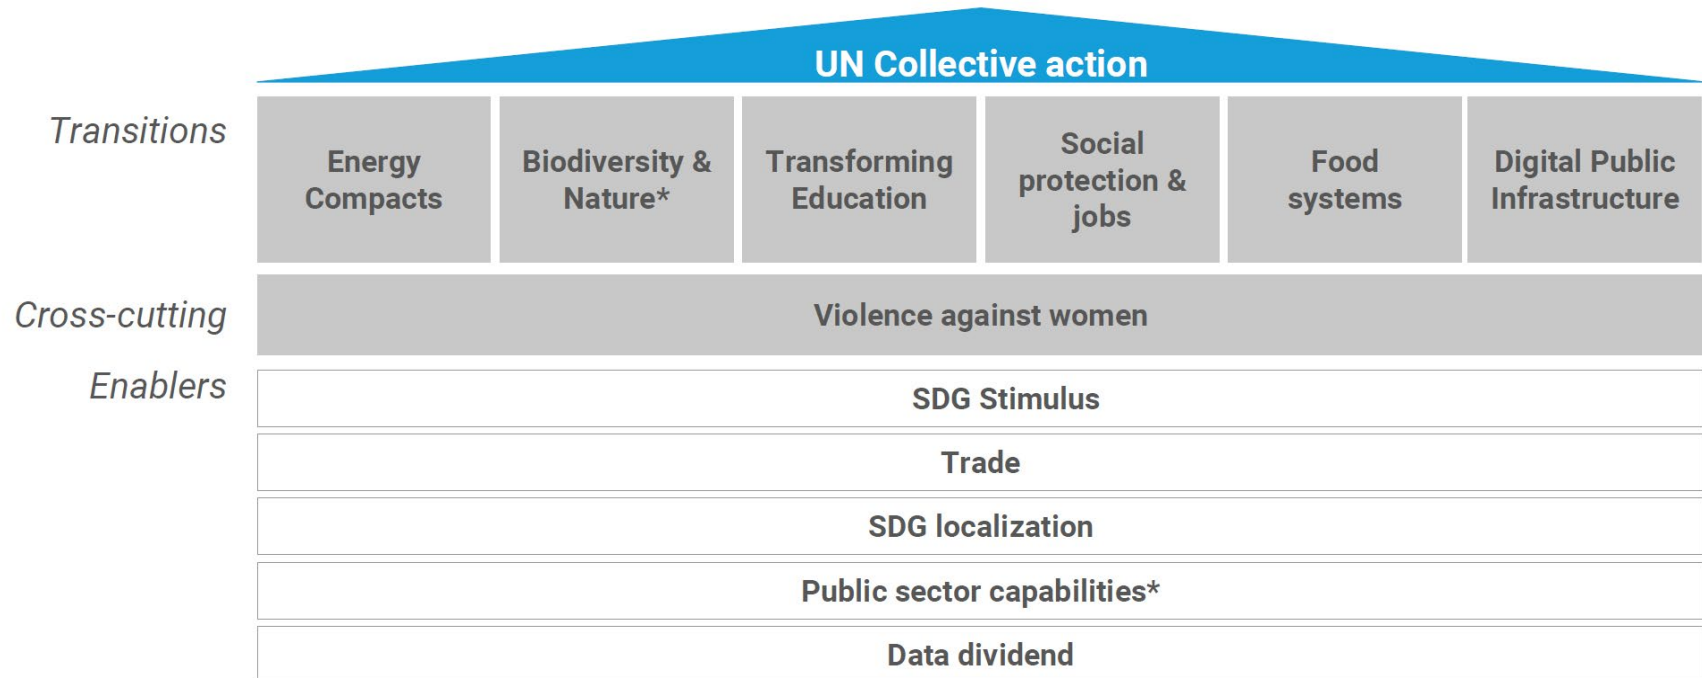 UN Collective action
Transitions
Energy
Compacts
Biodiversity &
Nature*
Transforming
Education
Social
protection &
jobs
Food
systems
Digital Public
Infrastructure
Cross-cutting
Violence against women
Enablers
SDG Stimulus
Trade
SDG localization
Public sector capabilities*
Data dividend